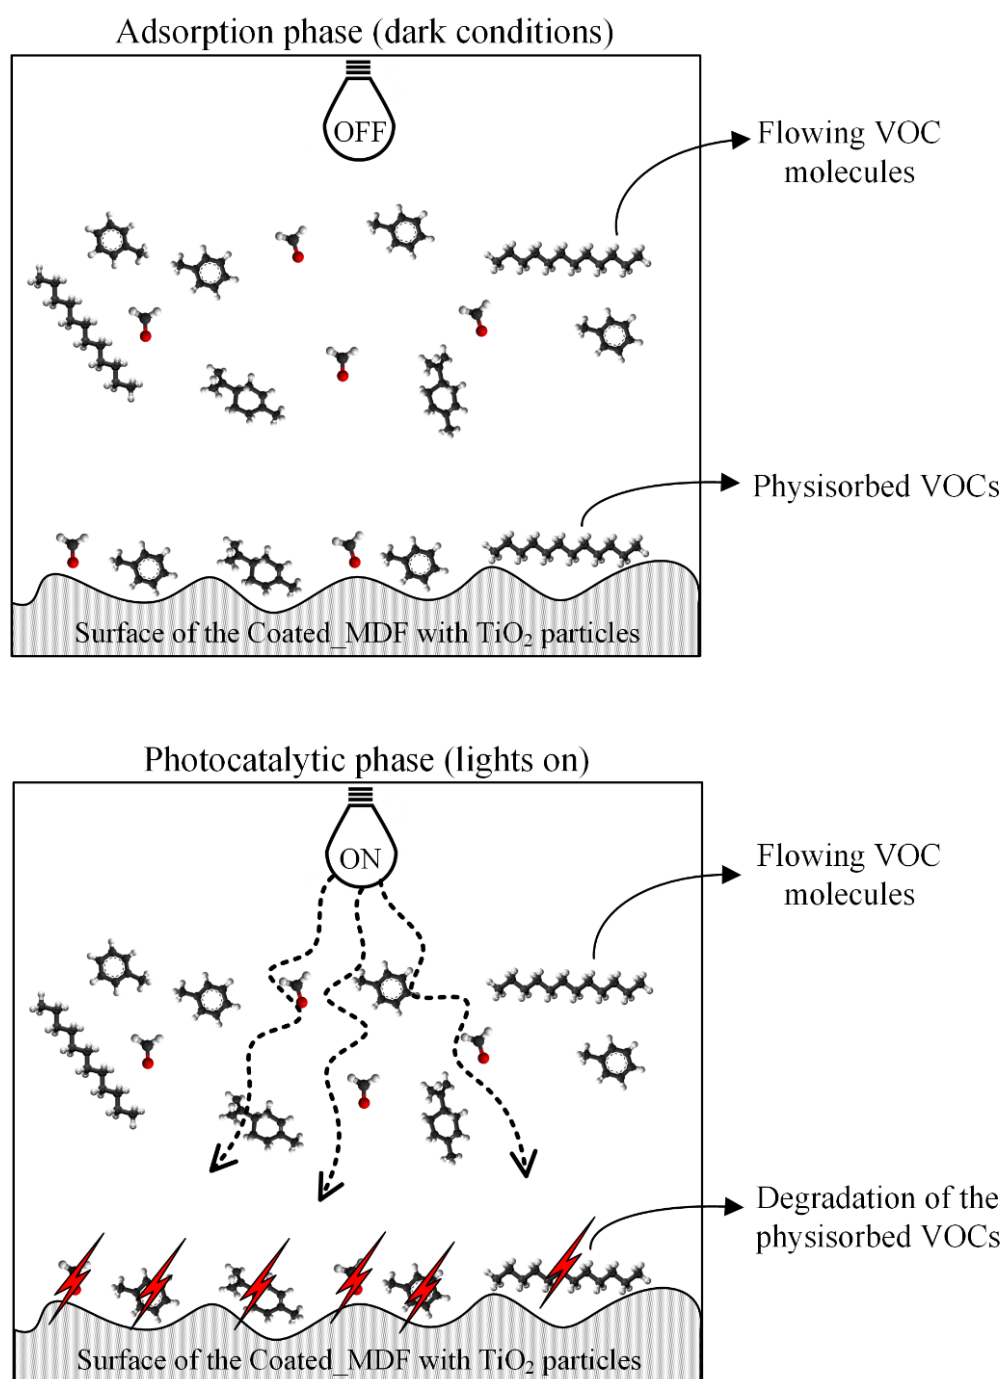 Adsorption phase (dark conditions)
OFF
Flowing VOC
molecules
Physisorbed VOCs
Surface of the Coated_MDF with TiO₂ particles
Photocatalytic phase (lights on)
ON
Flowing VOC
molecules
Degradation of the
physisorbed VOCs
Surface of the Coated_MDF with TiO₂ particles